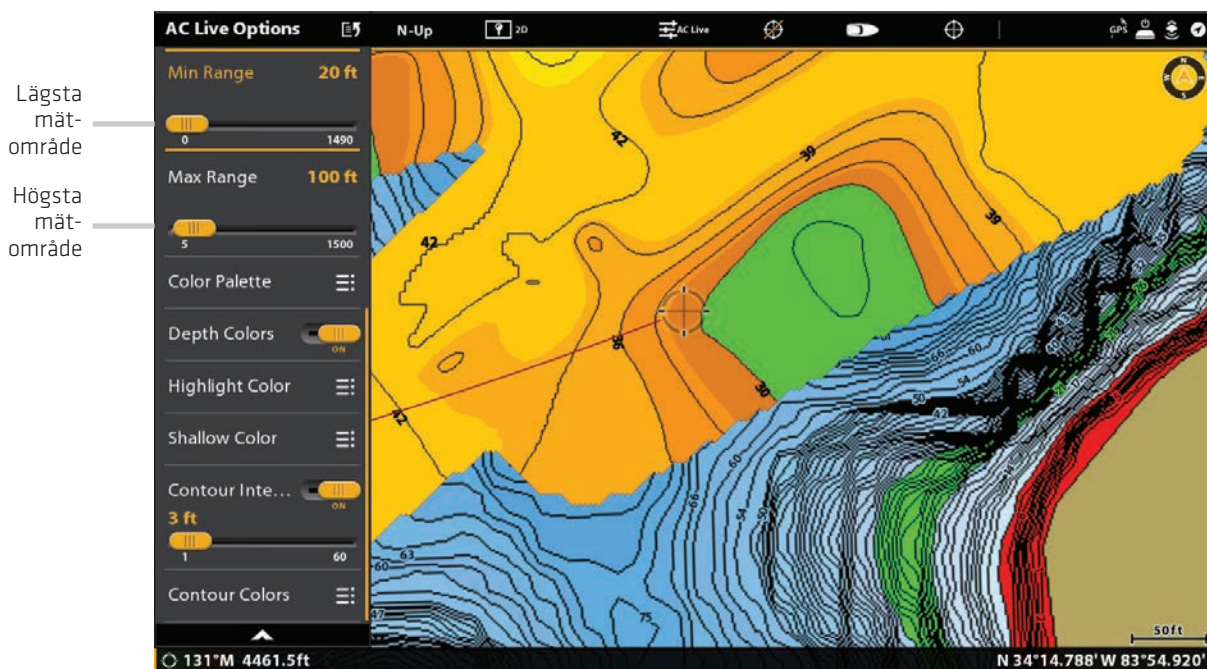 Lägsta
mät-
område
Högsta
mät-
område
AC Live Options
N-Up
2D
AC Live
GPS
Min Range 20 ft
0 1490
Max Range 100 ft
5 1500
Color Palette
Depth Colors
ON
Highlight Color
Shallow Color
Contour Inte...
ON
3 ft
1 60
Contour Colors
N
W E
S
42
42
39
39
42
36
30
42
66
60
54
50
42
60
66
54
50
63
60
47
75
50ft
131°M 4461.5ft
N 34°14.788' W 83°54.920'